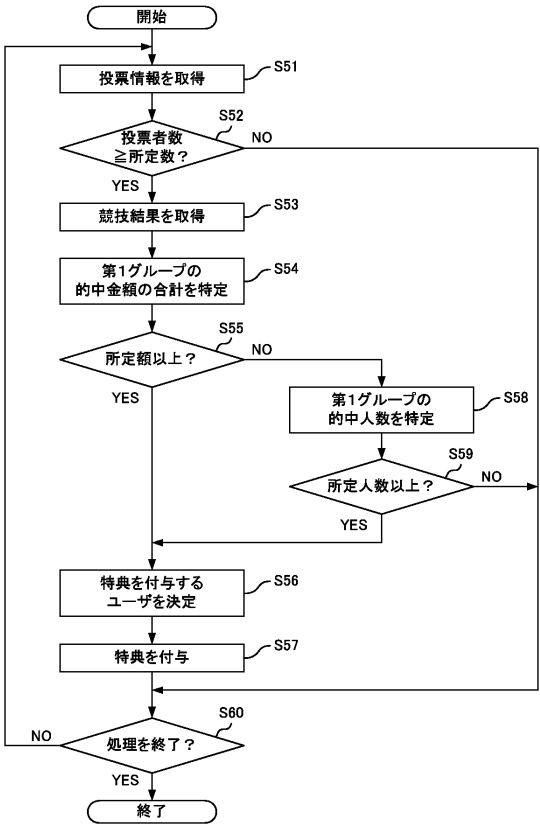 開始
投票情報を取得
S51
投票者数
≧所定数？
S52
NO
YES
競技結果を取得
S53
第1グループの
的中金額の合計を特定
S54
所定額以上？
S55
NO
YES
第1グループの
的中人数を特定
S58
所定人数以上？
S59
NO
YES
特典を付与する
ユーザを決定
S56
特典を付与
S57
処理を終了？
S60
NO
YES
終了